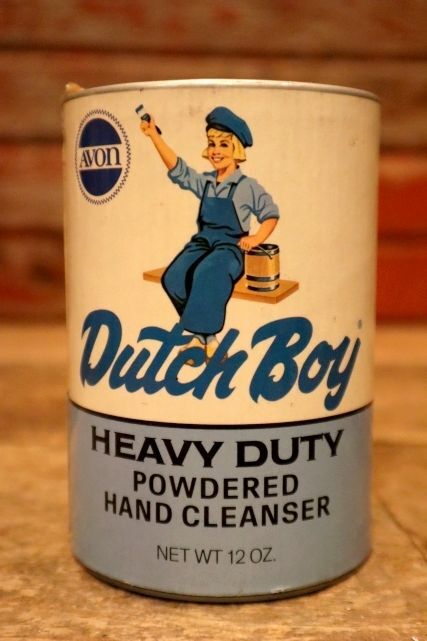 AVON
Dutch Boy®
HEAVY DUTY
POWDERED
HAND CLEANSER
NET WT 12 OZ.